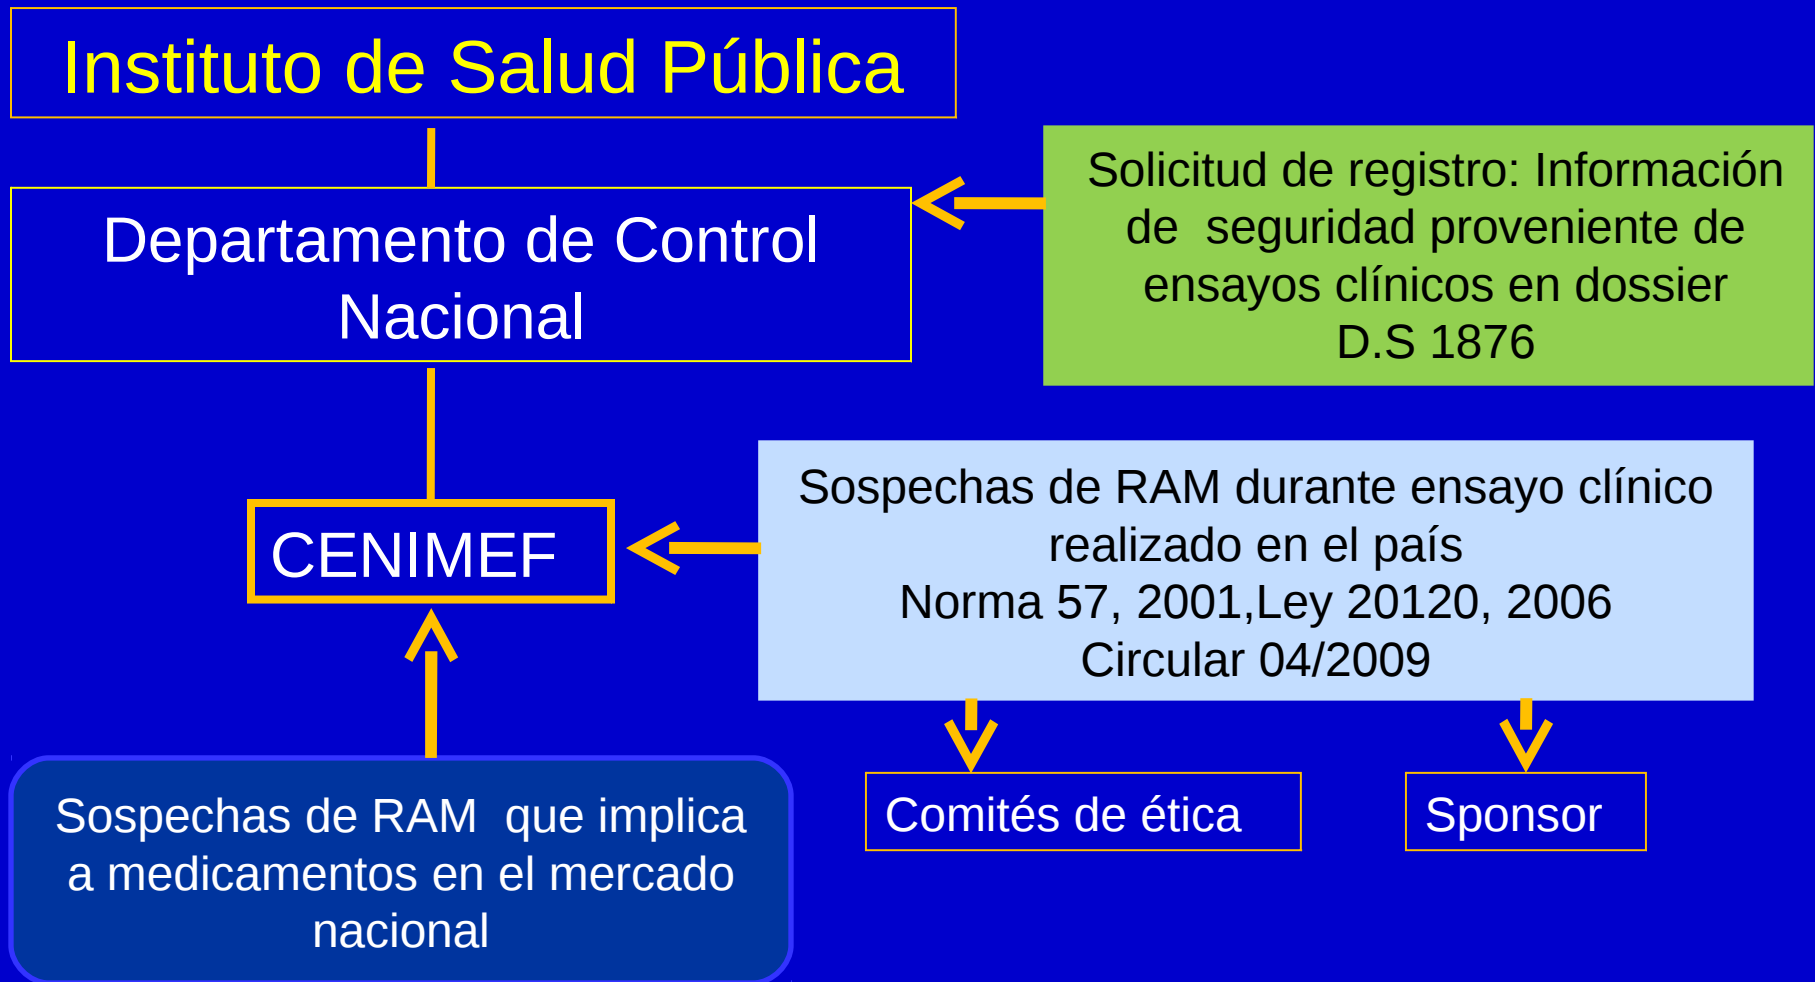 Instituto de Salud Pública
Solicitud de registro: Información
de  seguridad proveniente de
ensayos clínicos en dossier
D.S 1876
Departamento de Control
Nacional
Sospechas de RAM durante ensayo clínico
realizado en el país
Norma 57, 2001,Ley 20120, 2006
Circular 04/2009
CENIMEF
Comités de ética
Sponsor
Sospechas de RAM  que implica
a medicamentos en el mercado
nacional